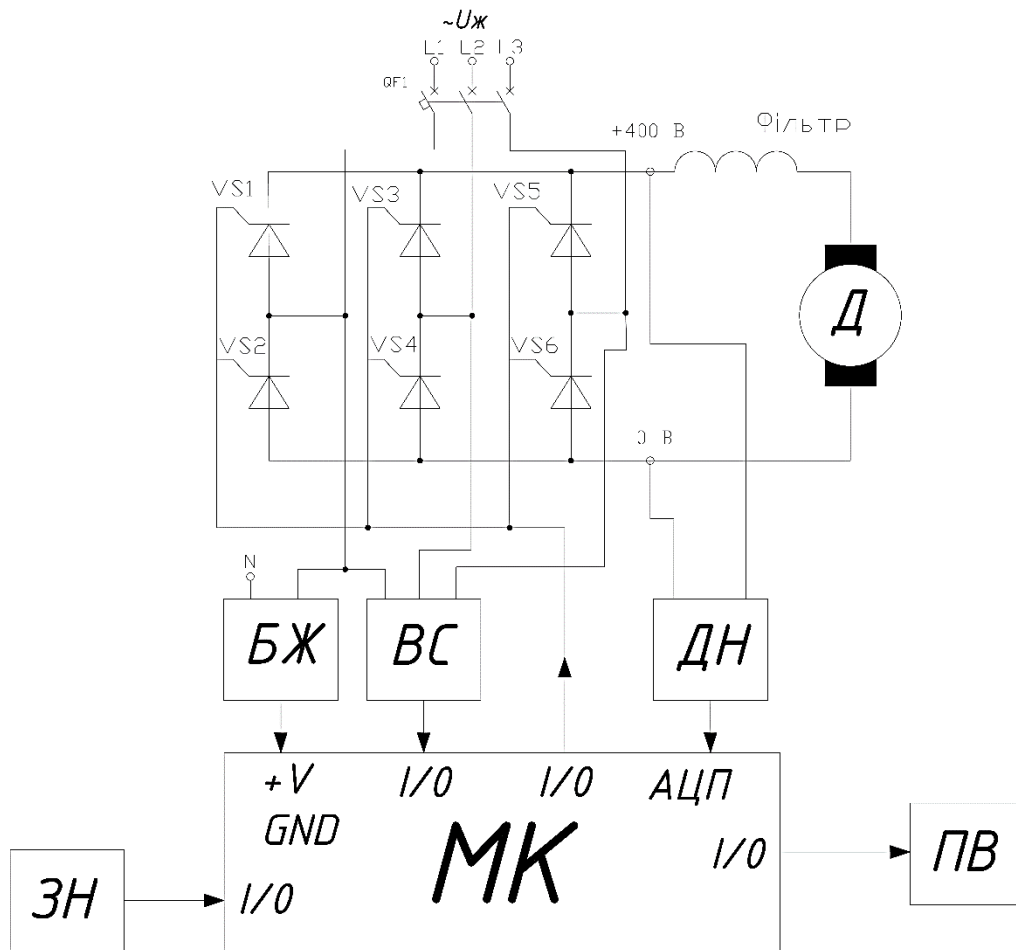 ~Uж
L1 L2 L3
QF1
+400 В
Фільтр
VS1
VS3
VS5
Д
VS2
VS4
VS6
0 В
N
БЖ
ВС
ДН
+V
I/0
I/0
АЦП
GND
МК
I/0
ПВ
ЗН
I/0